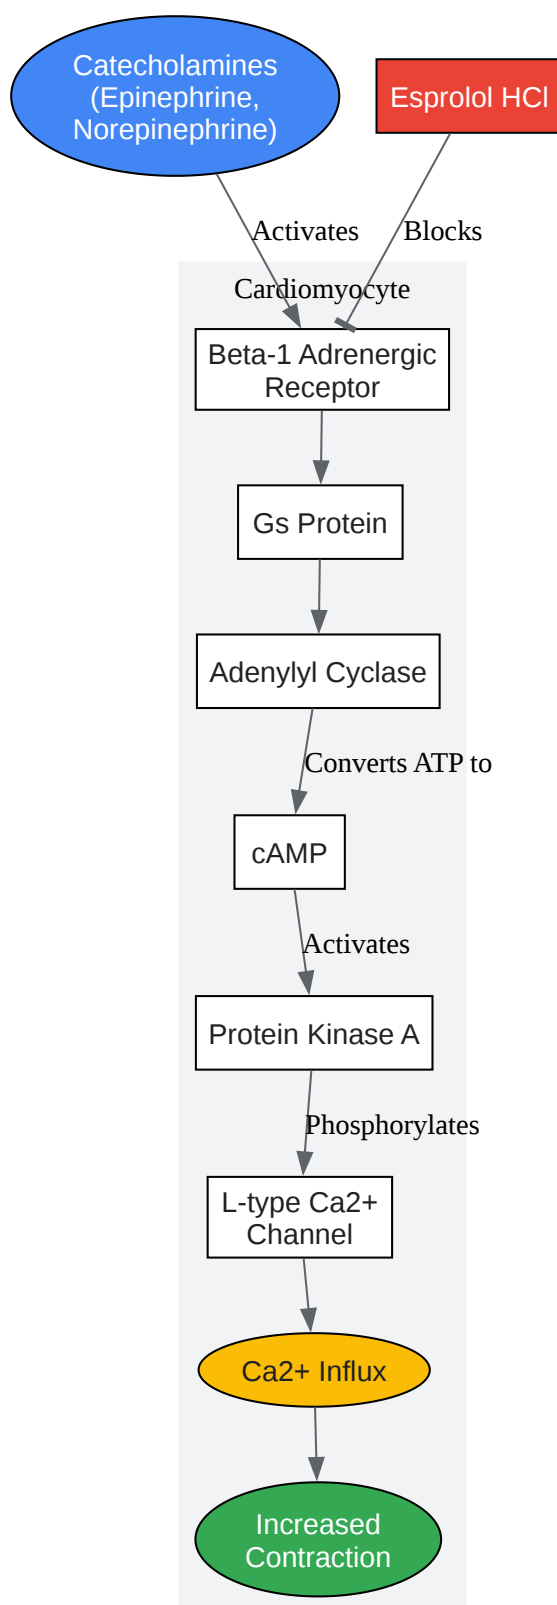 Catecholamines
(Epinephrine,
Norepinephrine)
Esprolol HCl
Activates
Blocks
Cardiomyocyte
Beta-1 Adrenergic
Receptor
Gs Protein
Adenylyl Cyclase
Converts ATP to
cAMP
Activates
Protein Kinase A
Phosphorylates
L-type Ca2+
Channel
Ca2+ Influx
Increased
Contraction